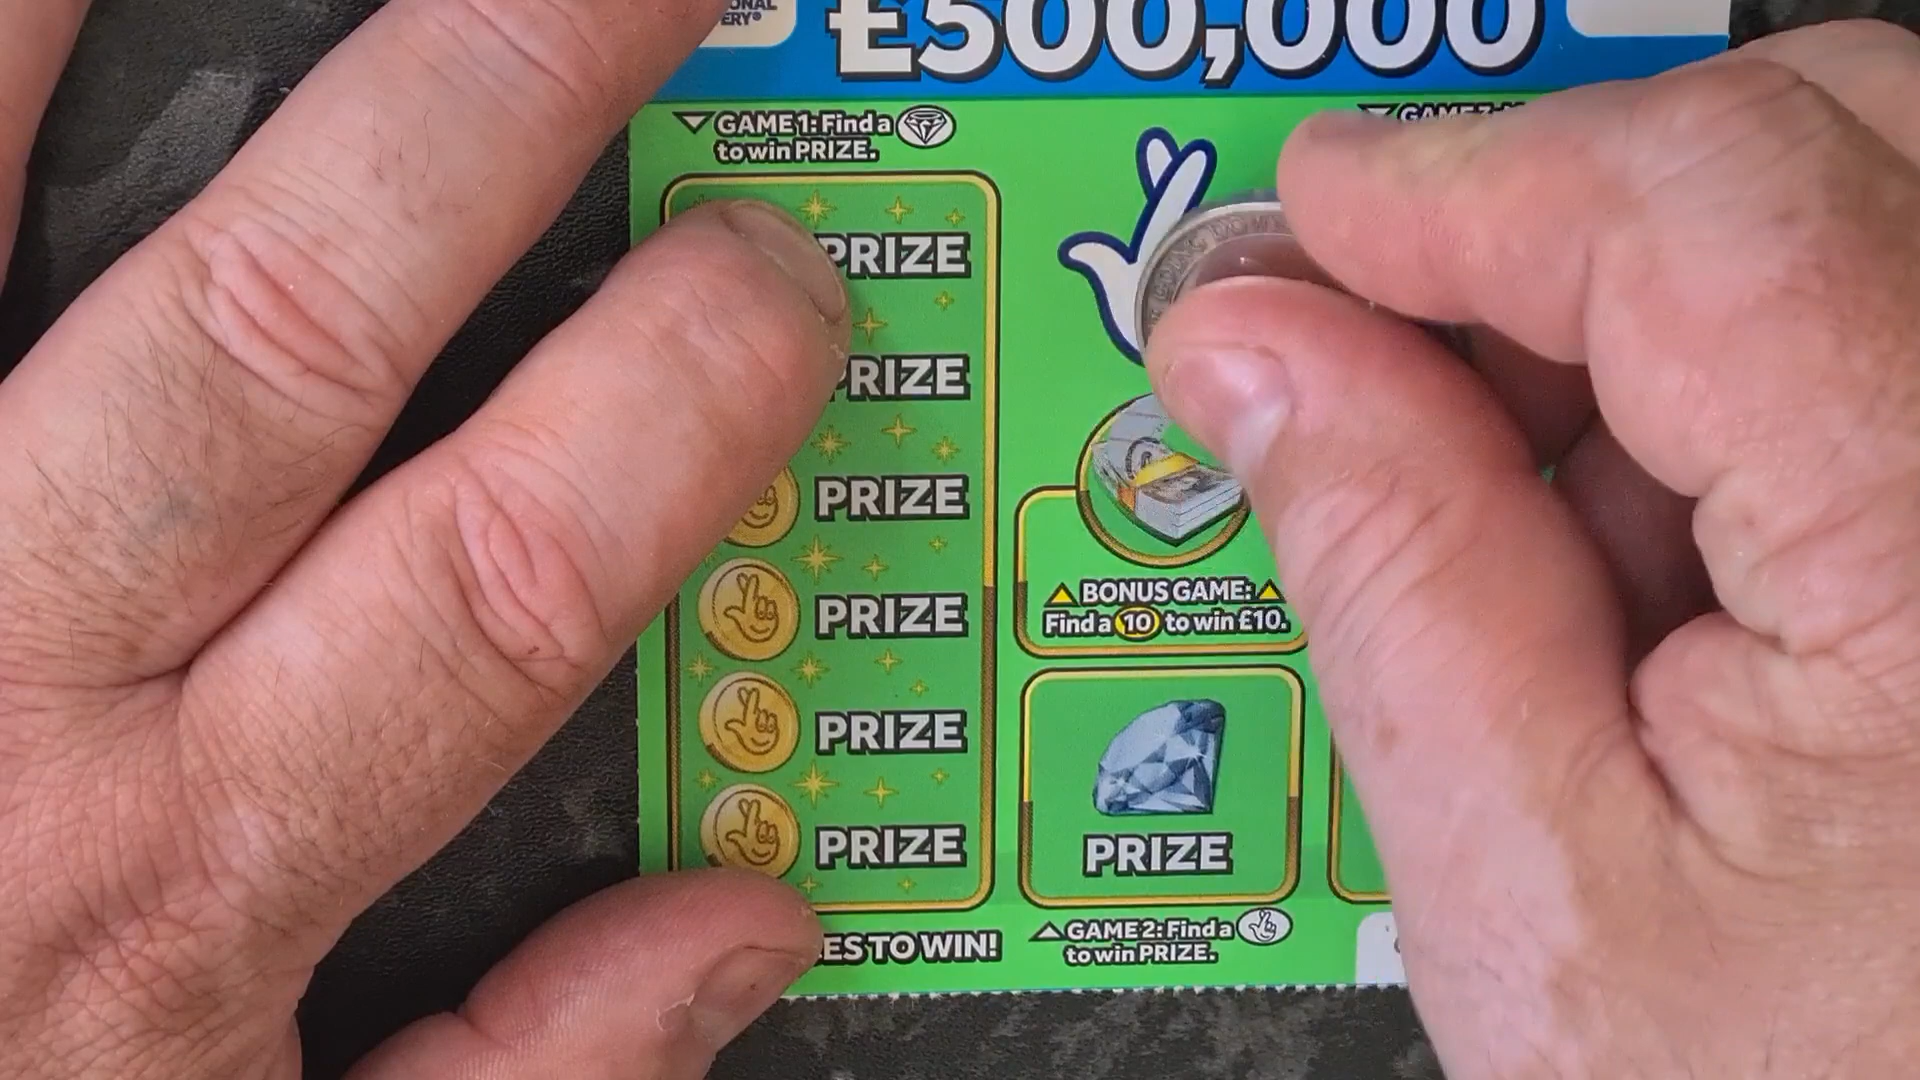 £500,000
GAME 1: Find a
to win PRIZE.
PRIZE
PRIZE
PRIZE
PRIZE
PRIZE
PRIZE
BONUS GAME:
Find a 10 to win £10.
PRIZE
GAME 2: Find a
to win PRIZE.
TO WIN!
GAME